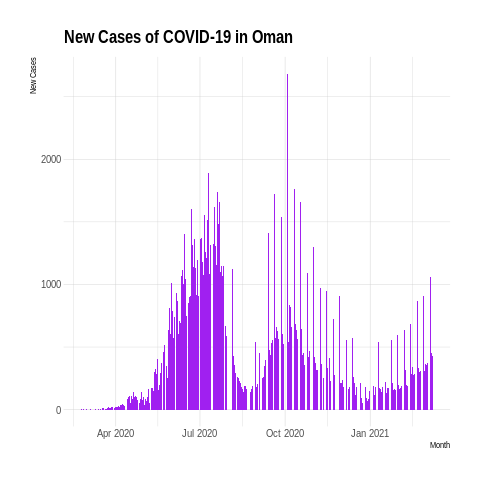 New Cases of COVID-19 in Oman
New Cases
2000
1000
0
Apr 2020
Jul 2020
Oct 2020
Jan 2021
Month